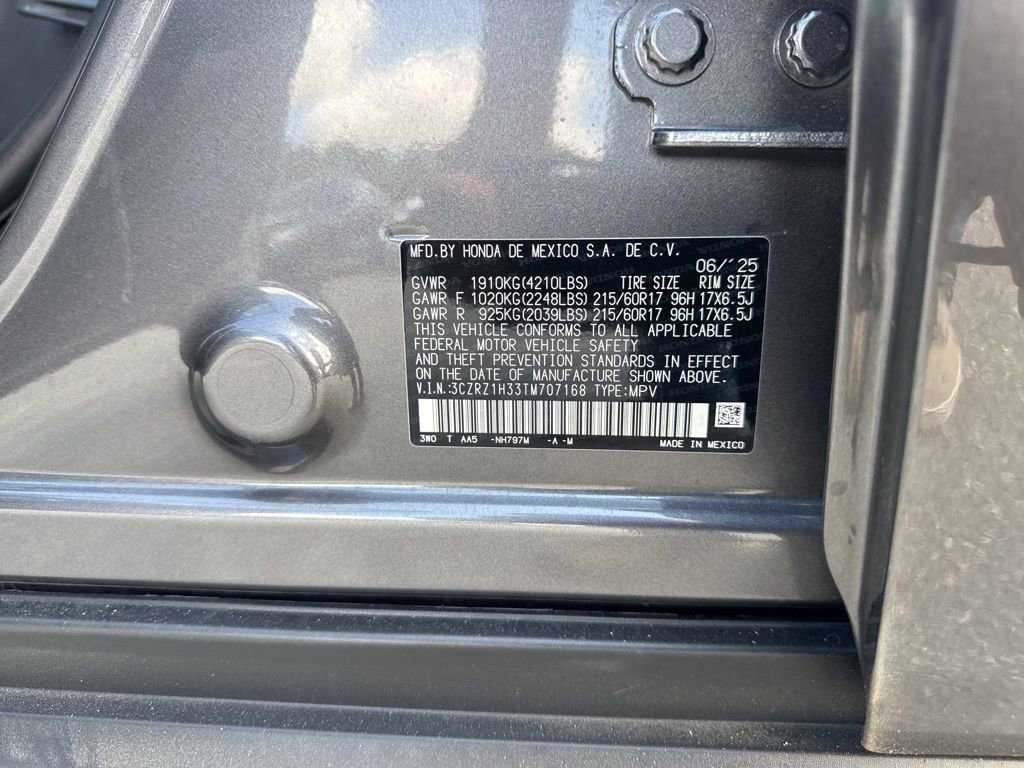 MFD.BY HONDA DE MEXICO S.A. DE C.V.
06/'25
GVWR 1910KG(4210LBS) TIRE SIZE RIM SIZE
GAWR F 1020KG(2248LBS) 215/60R17 96H 17X6.5J
GAWR R 925KG(2039LBS) 215/60R17 96H 17X6.5J
THIS VEHICLE CONFORMS TO ALL APPLICABLE
FEDERAL MOTOR VEHICLE SAFETY
AND THEFT PREVENTION STANDARDS IN EFFECT
ON THE DATE OF MANUFACTURE SHOWN ABOVE.
V.I.N.:3CZRZ1H33TM707168 TYPE:MPV
3W0 T AA5 -NH797M -A -M MADE IN MEXICO